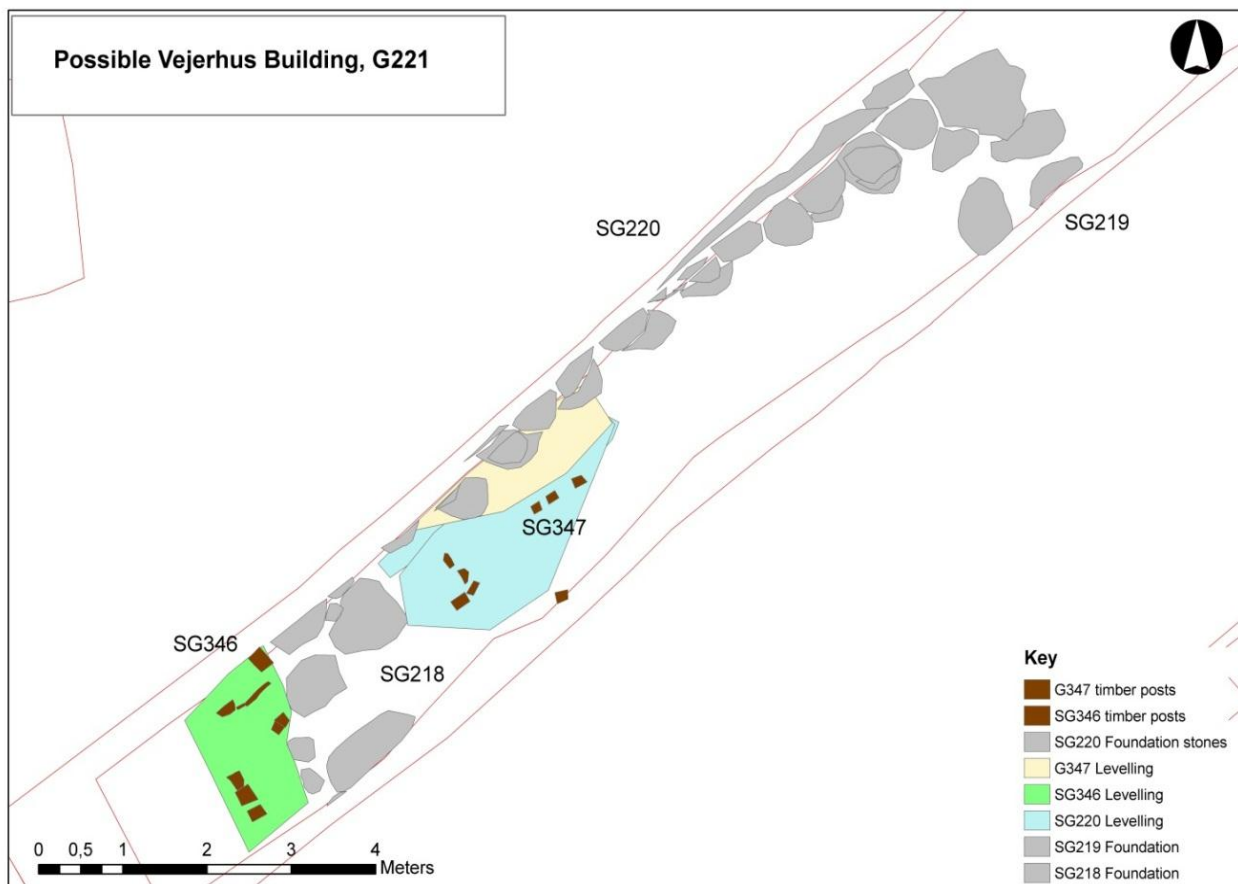 Possible Vejerhus Building, G221
SG220
SG219
SG347
SG346
SG218
Key
G347 timber posts
SG346 timber posts
SG220 Foundation stones
G347 Levelling
SG346 Levelling
SG220 Levelling
SG219 Foundation
SG218 Foundation
0 0,5 1 2 3 4
Meters